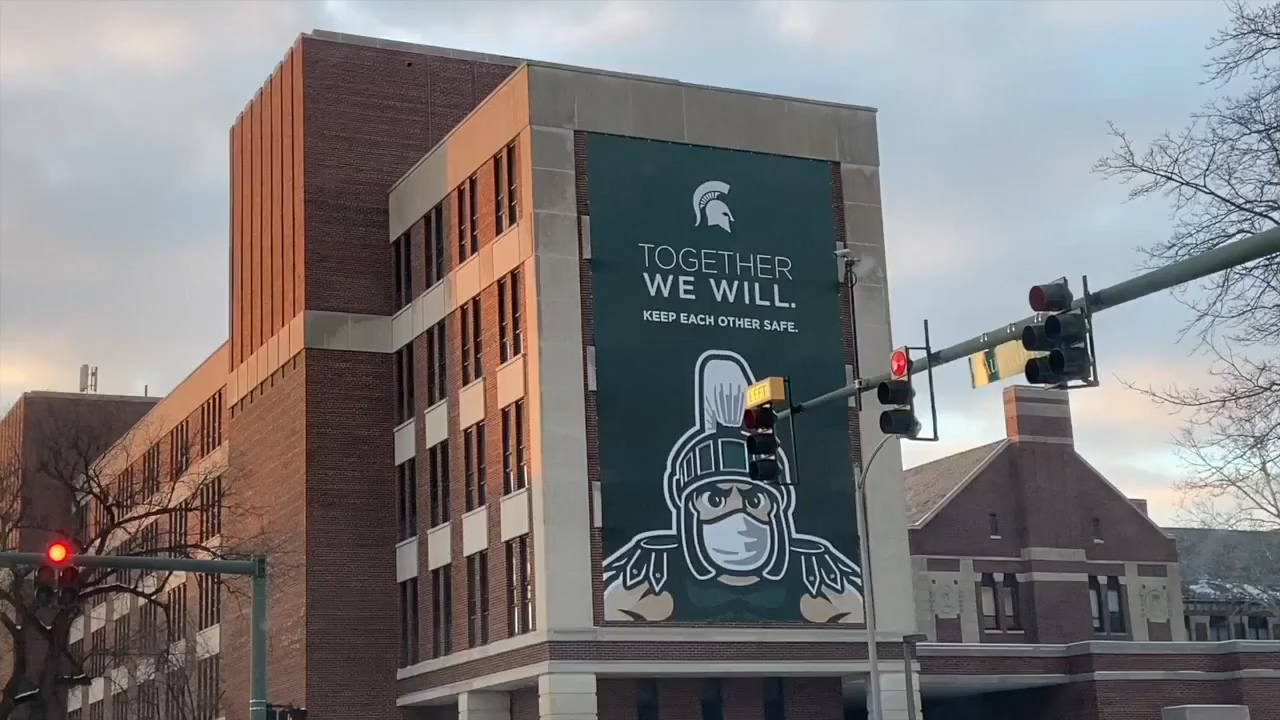 TOGETHER
WE WILL.
KEEP EACH OTHER SAFE.
LEFT